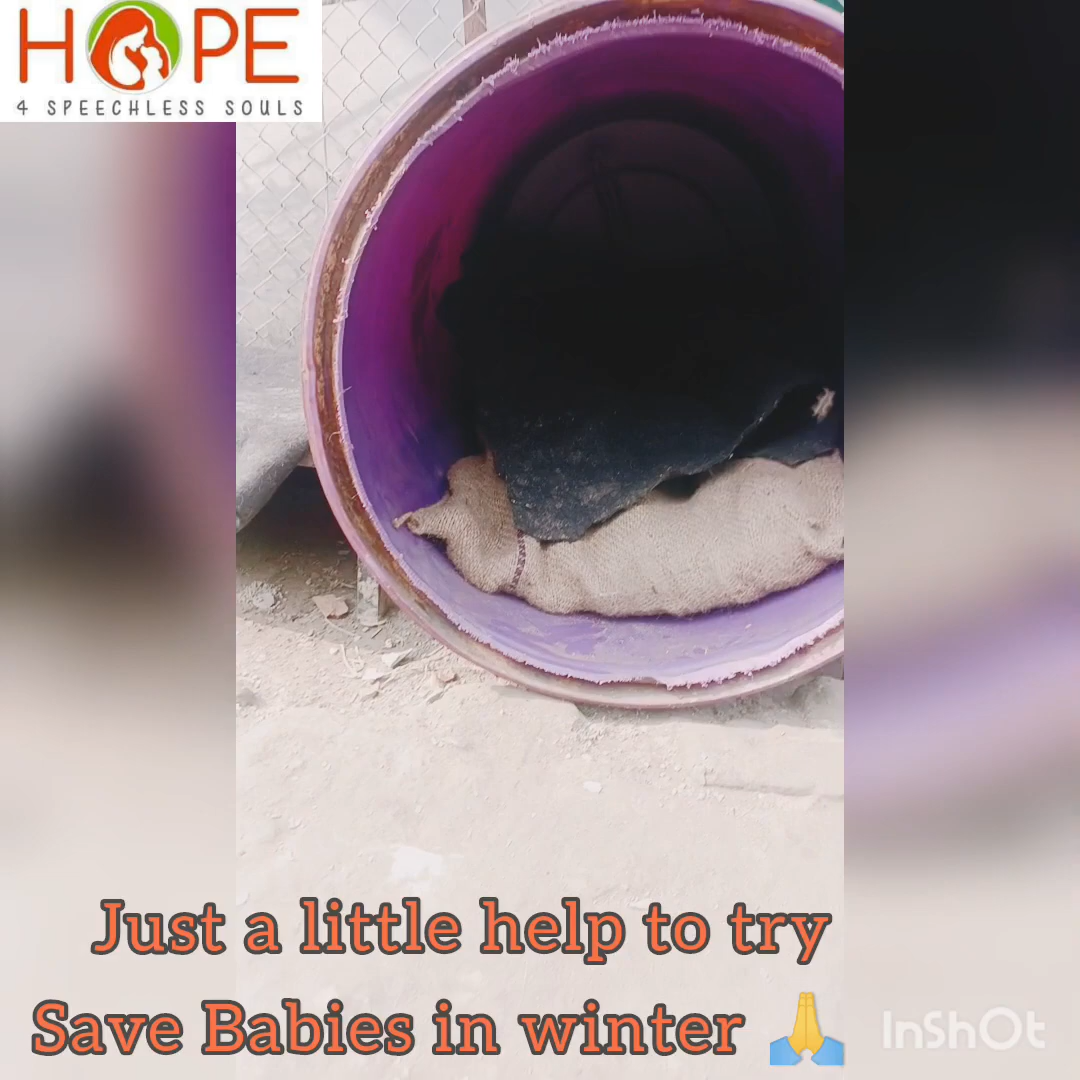 HOPE
4 SPEECHLESS SOULS
Just a little help to try
Save Babies in winter 🙏
InShOt